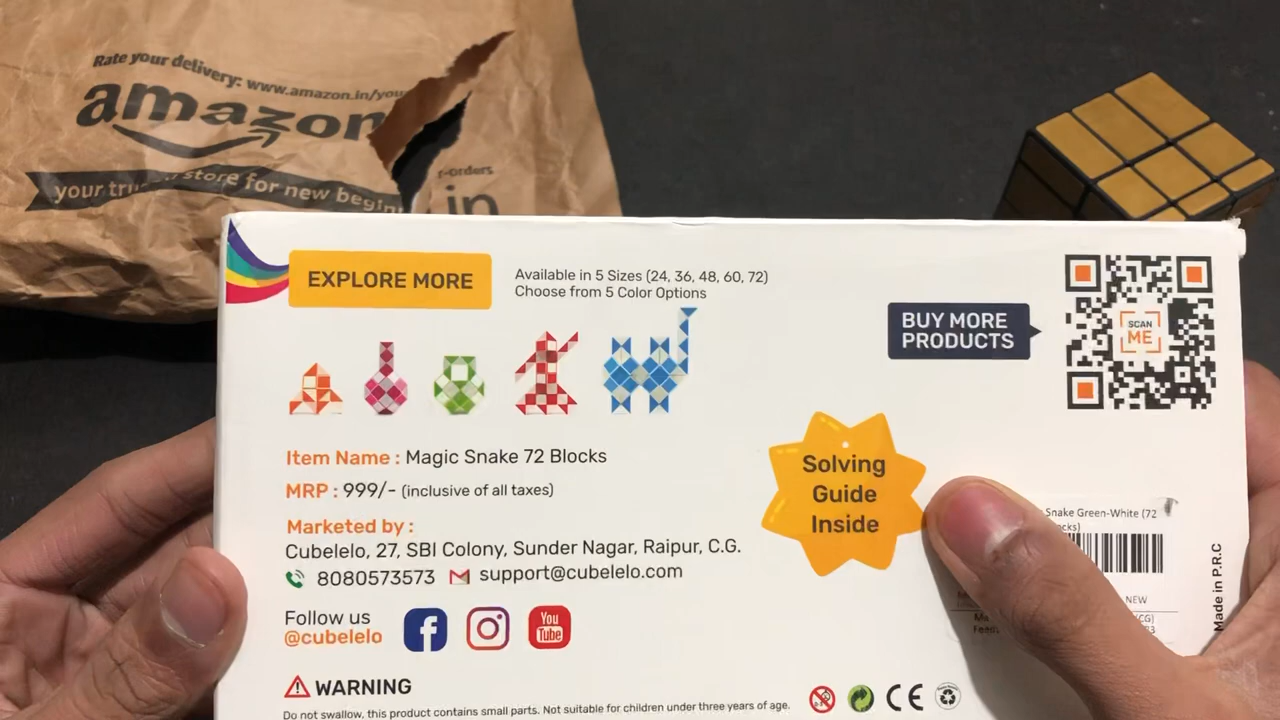 Rate your delivery: www.amazon.in/you
amazon
your store for new begin
r-orders
in
EXPLORE MORE
Available in 5 Sizes (24, 36, 48, 60, 72)
Choose from 5 Color Options
BUY MORE
PRODUCTS
SCAN
ME
Item Name : Magic Snake 72 Blocks
MRP : 999/- (inclusive of all taxes)
Marketed by :
Cubelelo, 27, SBI Colony, Sunder Nagar, Raipur, C.G.
8080573573 support@cubelelo.com
Solving
Guide
Inside
Snake Green-White (72
NEW
Made in P.R.C
Follow us
@cubelelo
You
Tube
WARNING
Do not swallow, this product contains small parts. Not suitable for children under three years of age.
CE